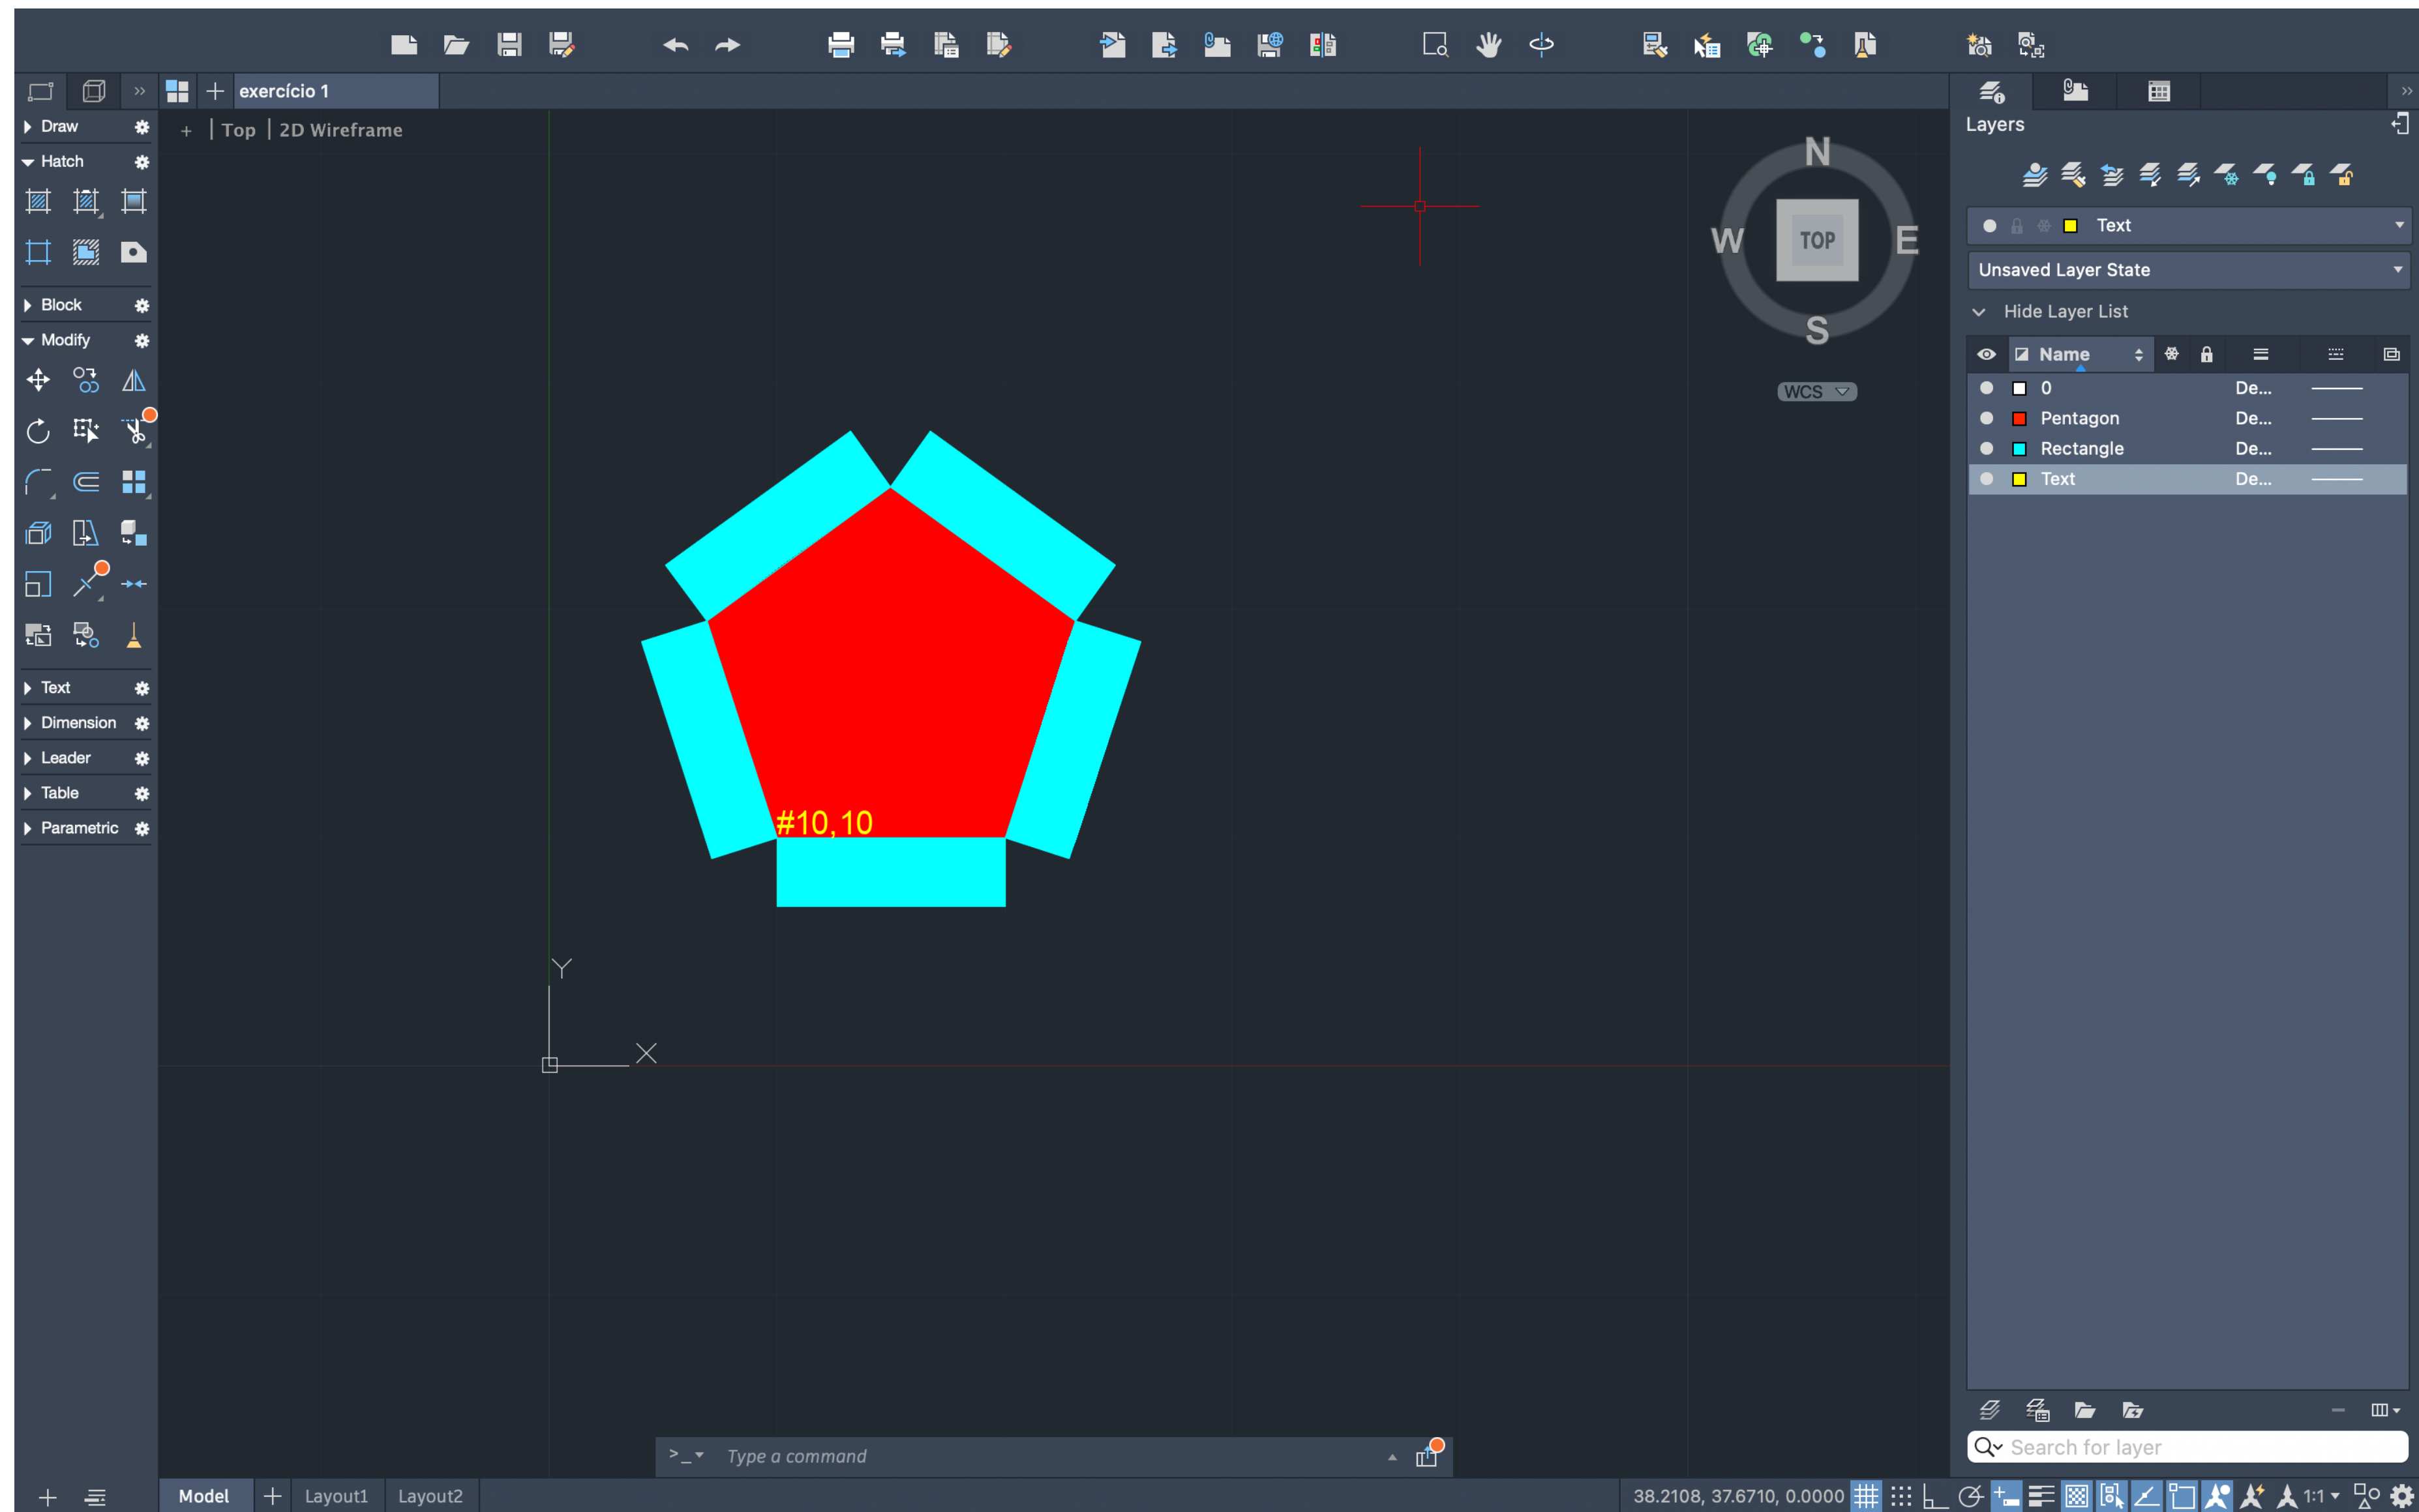 exercício 1
Draw
Hatch
Block
Modify
Text
Dimension
Leader
Table
Parametric
+ | Top | 2D Wireframe
N
W
TOP
E
S
WCS
#10,10
Y
X
>_ Type a command
Model
Layout1
Layout2
38.2108, 37.6710, 0.0000
1:1
Layers
Text
Unsaved Layer State
Hide Layer List
Name
0 De...
Pentagon De...
Rectangle De...
Text De...
Search for layer